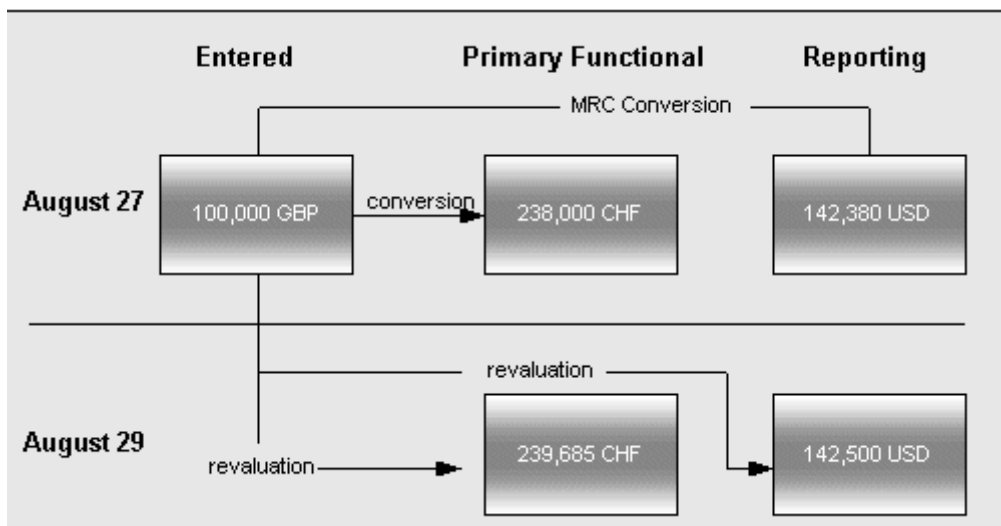 Entered Primary Functional Reporting
MRC Conversion
August 27
100,000 GBP
conversion
238,000 CHF
142,380 USD
revaluation
August 29
revaluation
239,685 CHF
142,500 USD